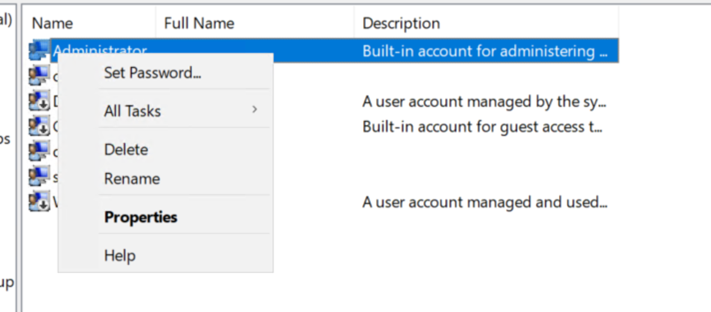 al)
Name Full Name Description
Administrator Built-in account for administering ...
Set Password...
All Tasks
A user account managed by the sy...
Built-in account for guest access t...
Delete
Rename
A user account managed and used...
Properties
Help
up